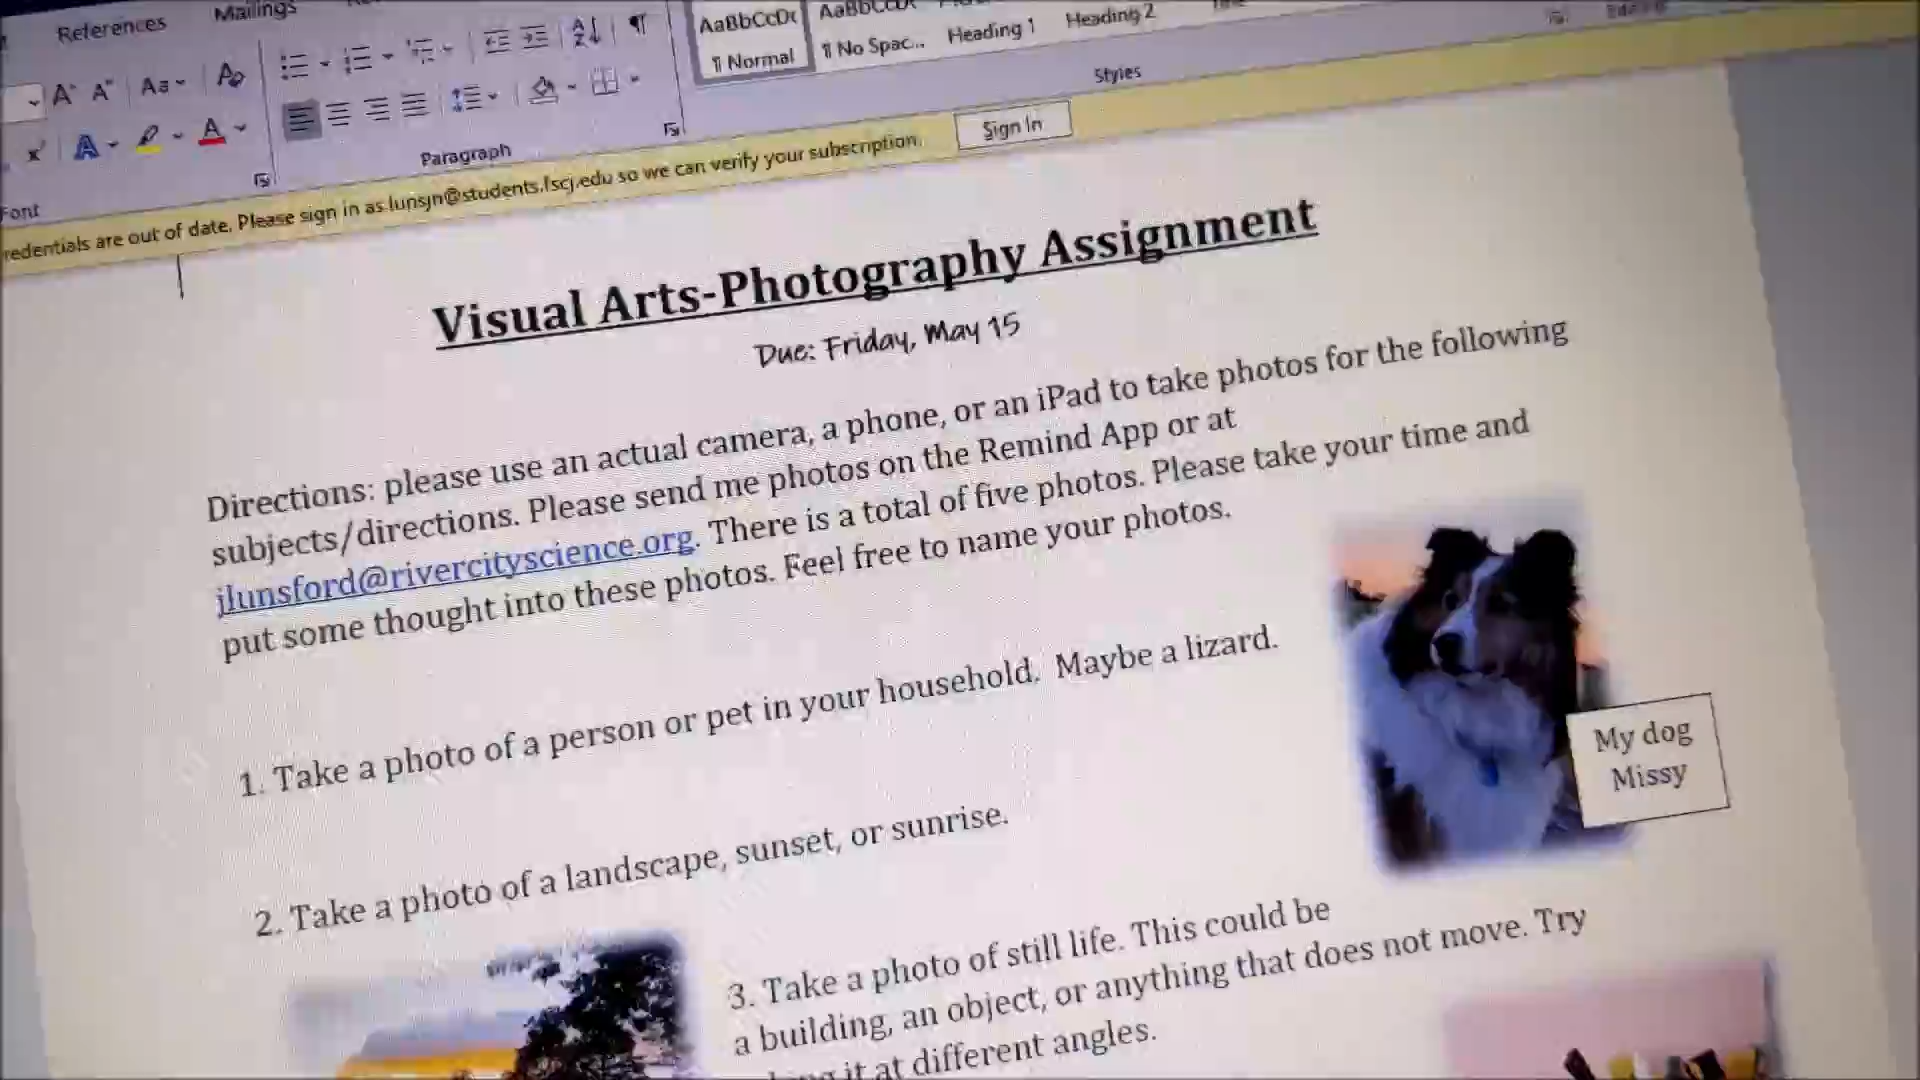 References
Mailings
Aa
A
A
AaBbCcDc
¶ Normal
¶ No Spac...
Heading 1
Heading 2
Font
Paragraph
Styles
redentials are out of date. Please sign in as lunsjn@students.fscj.edu so we can verify your subscription.
Sign In
Visual Arts-Photography Assignment
Due: Friday, May 15
Directions: please use an actual camera, a phone, or an iPad to take photos for the following
subjects/directions. Please send me photos on the Remind App or at
jlunsford@rivercityscience.org. There is a total of five photos. Please take your time and
put some thought into these photos. Feel free to name your photos.
1. Take a photo of a person or pet in your household. Maybe a lizard.
My dog
Missy
2. Take a photo of a landscape, sunset, or sunrise.
3. Take a photo of still life. This could be
a building, an object, or anything that does not move. Try
it at different angles.